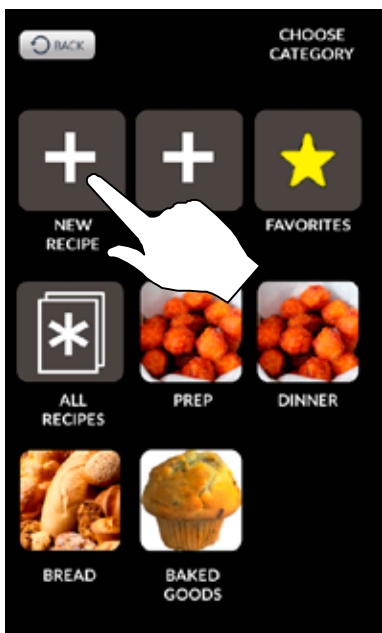 BACK
CHOOSE
CATEGORY
NEW
RECIPE
FAVORITES
ALL
RECIPES
PREP
DINNER
BREAD
BAKED
GOODS